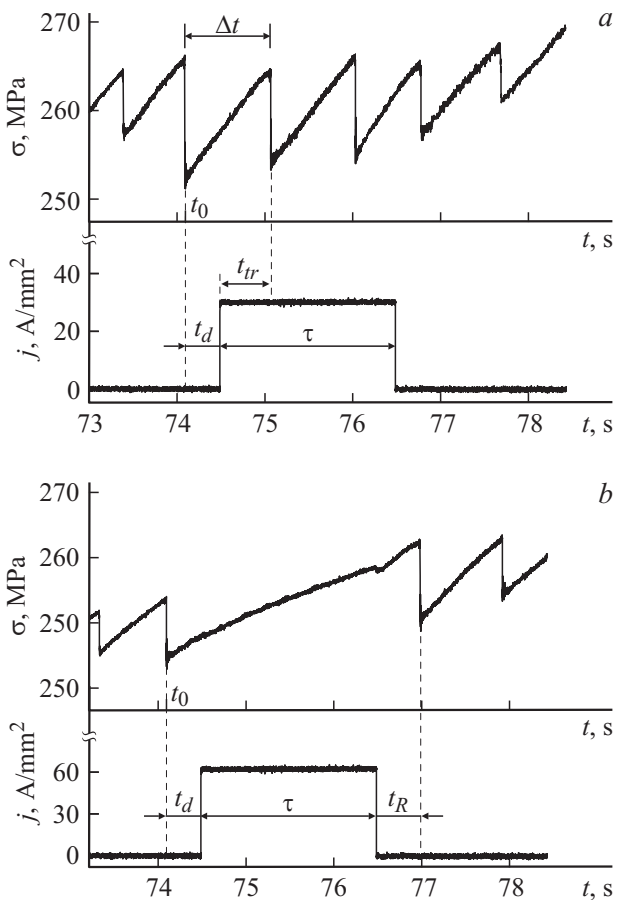 270
a
Δt
260
σ, MPa
250
t0
t, s
40
ttr
j, A/mm2
20
td
τ
0
73 74 75 76 77 78 t, s
270
b
260
σ, MPa
250
250
t0
t, s
60
j, A/mm2
30
td
τ
tR
0
74 75 76 77 78 t, s